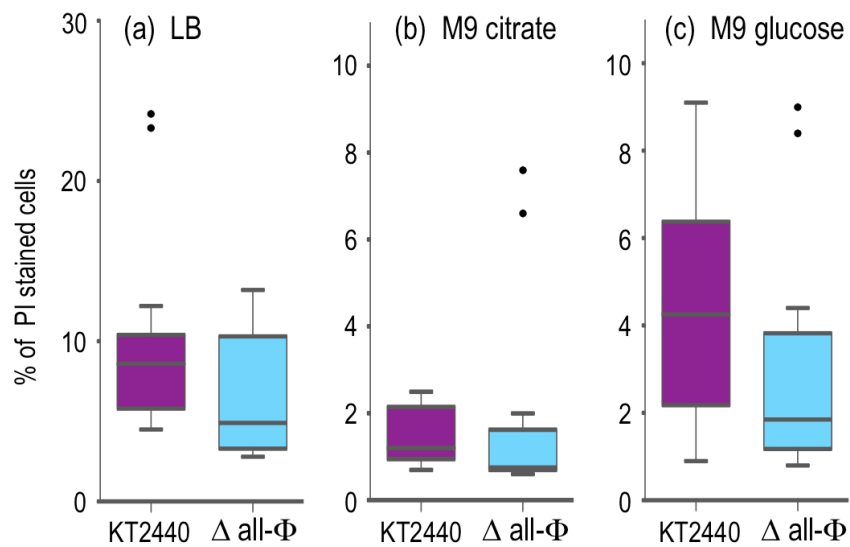 (a) LB
30
20
10
0
% of PI stained cells
KT2440 Δ all-Φ
(b) M9 citrate
10
8
6
4
2
0
KT2440 Δ all-Φ
(c) M9 glucose
10
8
6
4
2
0
KT2440 Δ all-Φ